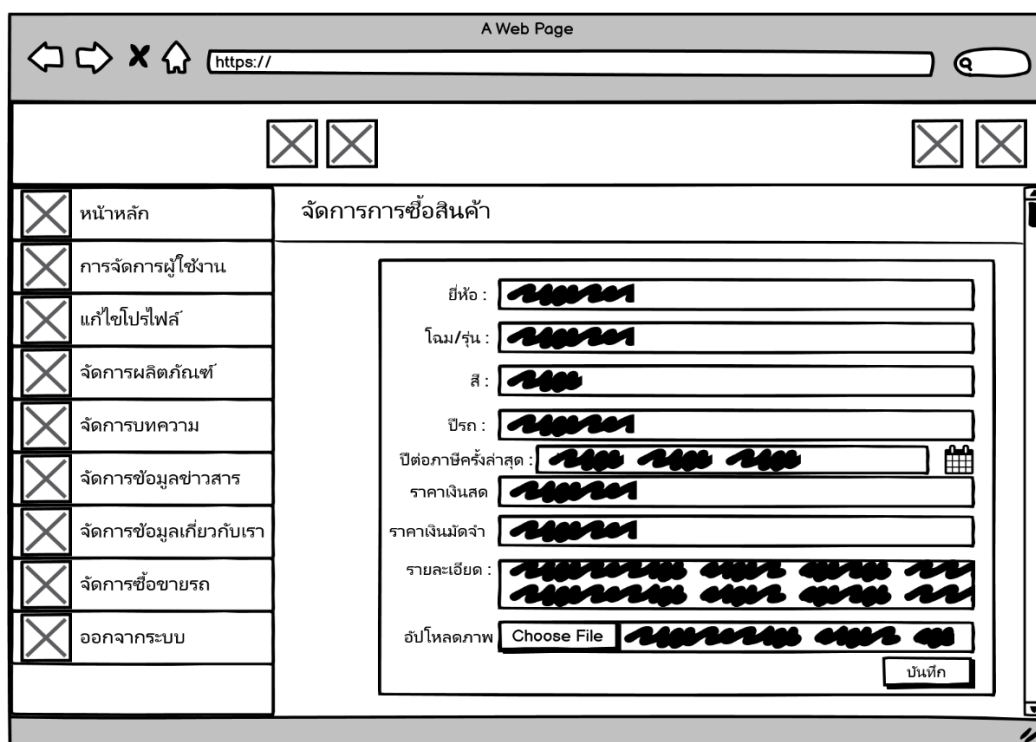 A Web Page
https://
หน้าหลัก
การจัดการผู้ใช้งาน
แก้ไขโปรไฟล์
จัดการผลิตภัณฑ์
จัดการบทความ
จัดการข้อมูลข่าวสาร
จัดการข้อมูลเกี่ยวกับเรา
จัดการซื้อขายรถ
ออกจากระบบ
จัดการการซื้อสินค้า
ยี่ห้อ :
โฉม/รุ่น :
สี :
ปีรถ :
ปีต่อภาษีครั้งล่าสุด :
ราคาเงินสด
ราคาเงินมัดจำ
รายละเอียด :
อัปโหลดภาพ Choose File
บันทึก